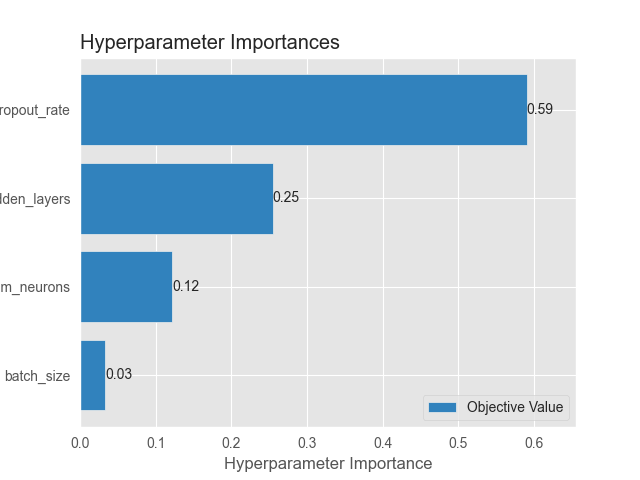 Hyperparameter Importances
ropout_rate
0.59
dden_layers
0.25
m_neurons
0.12
batch_size
0.03
Objective Value
0.0 0.1 0.2 0.3 0.4 0.5 0.6
Hyperparameter Importance